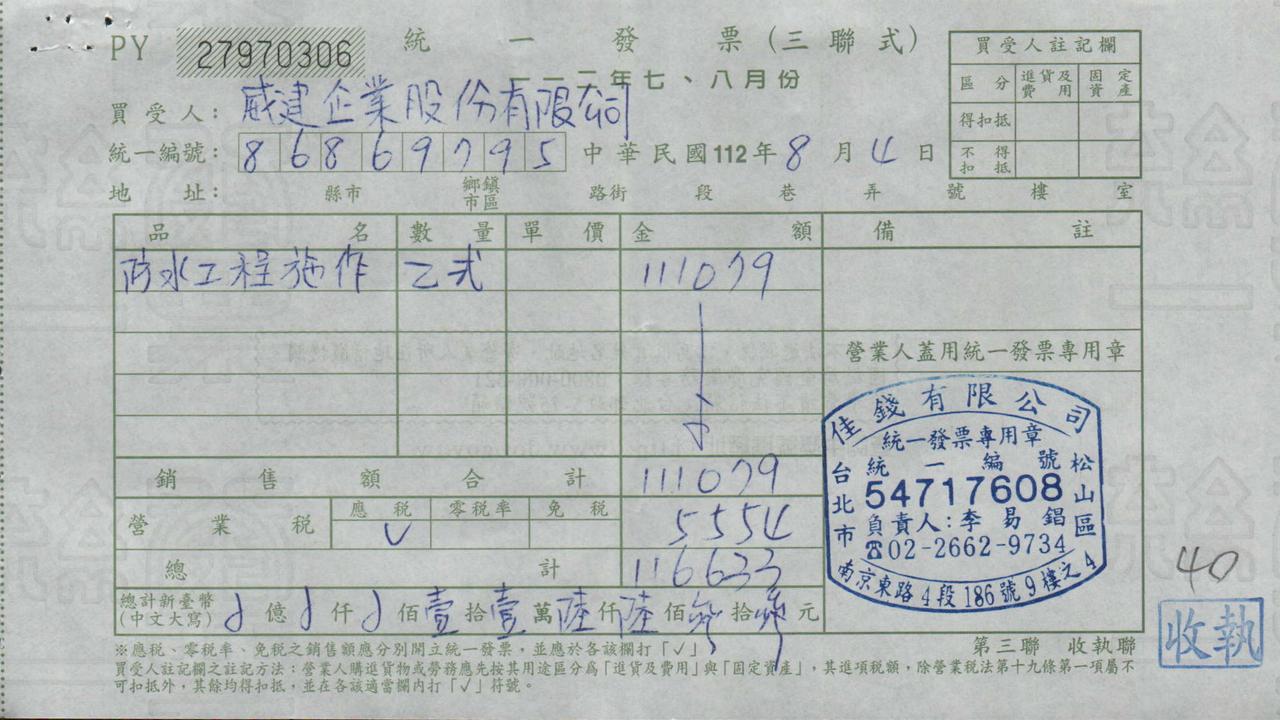 PY 27970306 統一發票(三聯式)
一一二年七、八月份
買受人註記欄
區分 進貨及費用 固定資產
得扣抵
不得扣抵
買受人:威建企業股份有限公司
統一編號:86869795 中華民國112年8月4日
地址: 縣市 鄉鎮市區 路街 段 巷 弄 號 樓 室
品名 數量 單價 金額 備註
防水工程施作 乙式 111079
營業人蓋用統一發票專用章
銷售額合計 111079
營業稅 應稅 零稅率 免稅
V 5554
總計 116633
總計新臺幣(中文大寫) 億 仟 佰壹拾壹萬陸仟陸佰參拾參元
佳錢有限公司
統一發票專用章
統一編號
54717608
負責人:李易錩
☎02-2662-9734
台北市松山區
南京東路4段186號9樓之4
40
收執
第三聯 收執聯
※應稅、零稅率、免稅之銷售額應分別開立統一發票,並應於各該欄打「✓」
買受人註記欄之註記方法:營業人購進貨物或勞務應先按其用途區分為「進貨及費用」與「固定資產」,其進項稅額,除營業稅法第十九條第一項屬不
可扣抵外,其餘均得扣抵,並在各該適當欄內打「✓」符號。